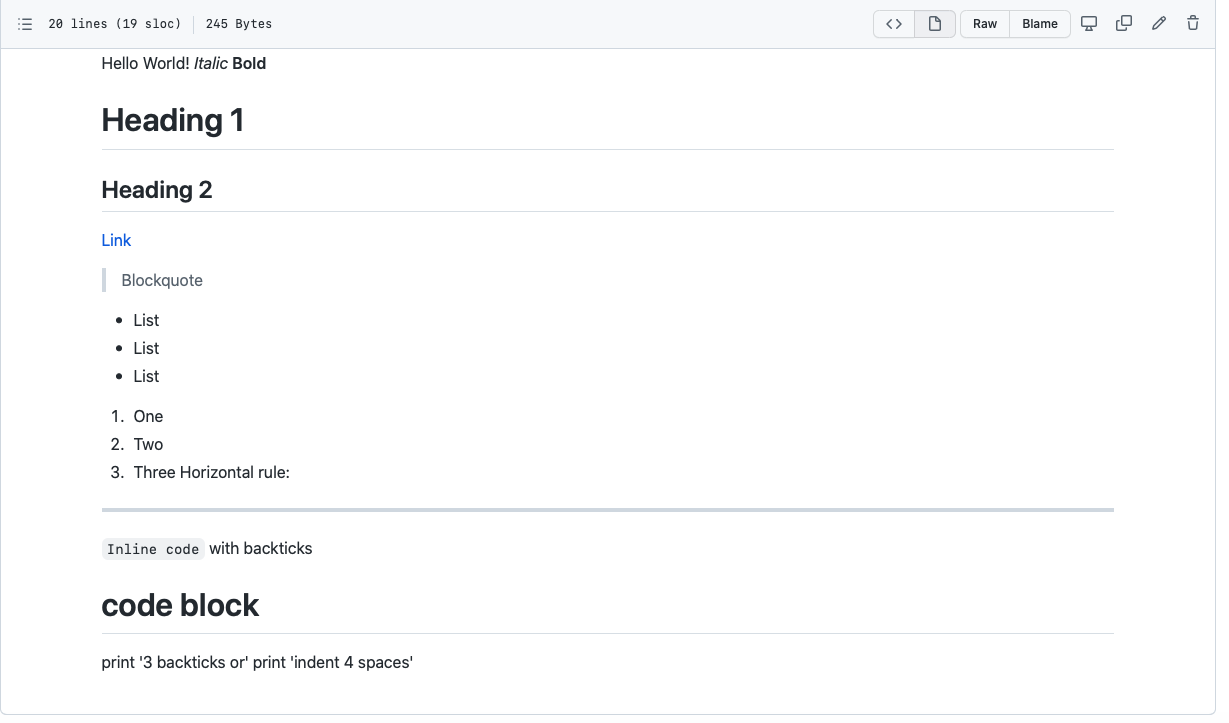 20 lines (19 sloc) 245 Bytes Raw Blame
Hello World! Italic Bold
Heading 1
Heading 2
Link
Blockquote
• List
• List
• List
1. One
2. Two
3. Three Horizontal rule:
Inline code with backticks
code block
print '3 backticks or' print 'indent 4 spaces'